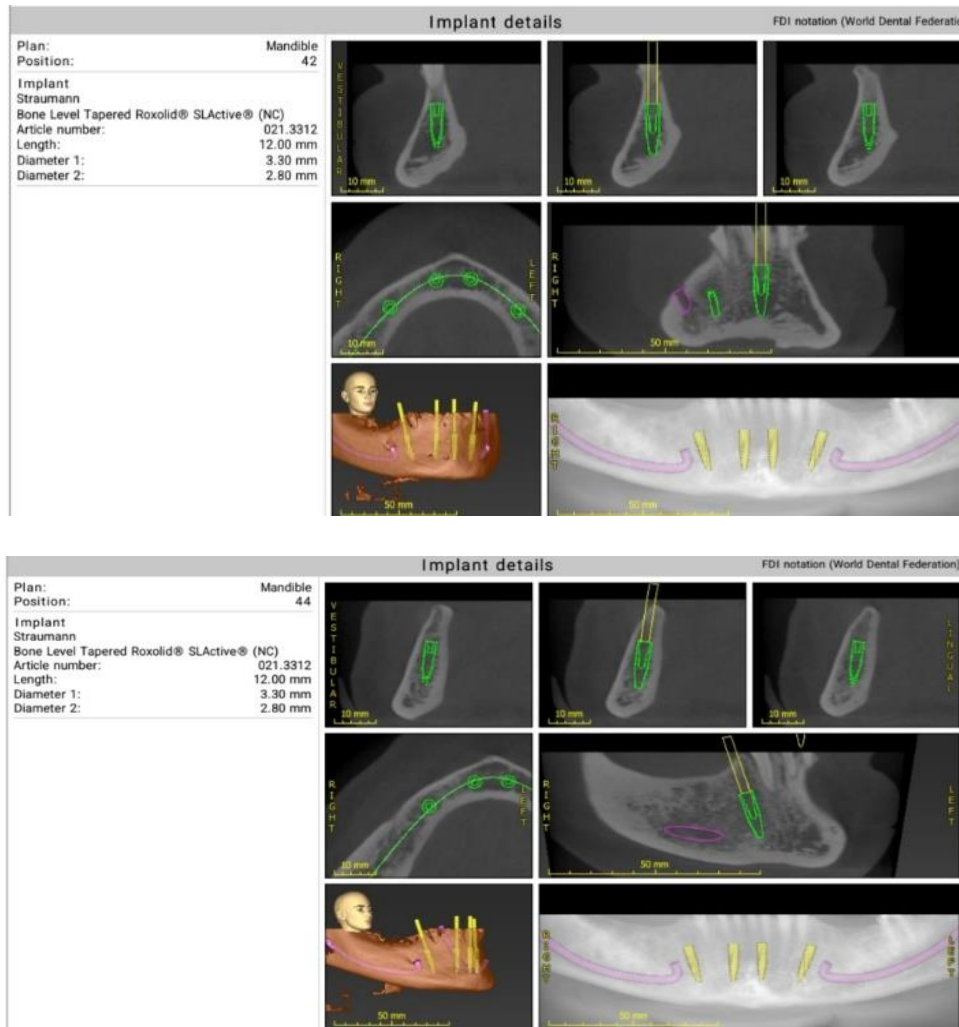 Implant details
FDI notation (World Dental Federatio
Plan: Mandible
Position: 42
Implant
Straumann
Bone Level Tapered Roxolid® SLActive® (NC)
Article number: 021.3312
Length: 12.00 mm
Diameter 1: 3.30 mm
Diameter 2: 2.80 mm
VESTIBULAR
10 mm
10 mm
10 mm
RIGHT
LEFT
10 mm
RIGHT
50 mm
50 mm
RIGHT
50 mm
Implant details
FDI notation (World Dental Federation)
Plan: Mandible
Position: 44
Implant
Straumann
Bone Level Tapered Roxolid® SLActive® (NC)
Article number: 021.3312
Length: 12.00 mm
Diameter 1: 3.30 mm
Diameter 2: 2.80 mm
VESTIBULAR
10 mm
10 mm
10 mm
LINGUAL
RIGHT
LEFT
10 mm
RIGHT
50 mm
LEFT
50 mm
RIGHT
50 mm
LEFT